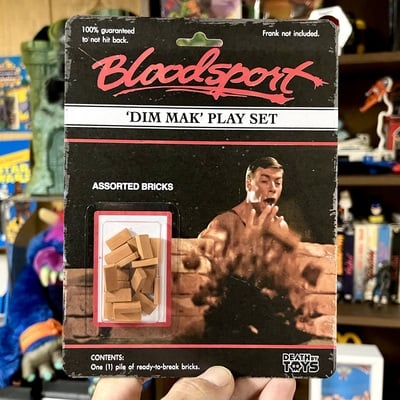 100% guaranteed
to not hit back.
Frank not included.
Bloodsport
'DIM MAK' PLAY SET
ASSORTED BRICKS
CONTENTS:
One (1) pile of ready-to-break bricks.
DEATH BY
TOYS